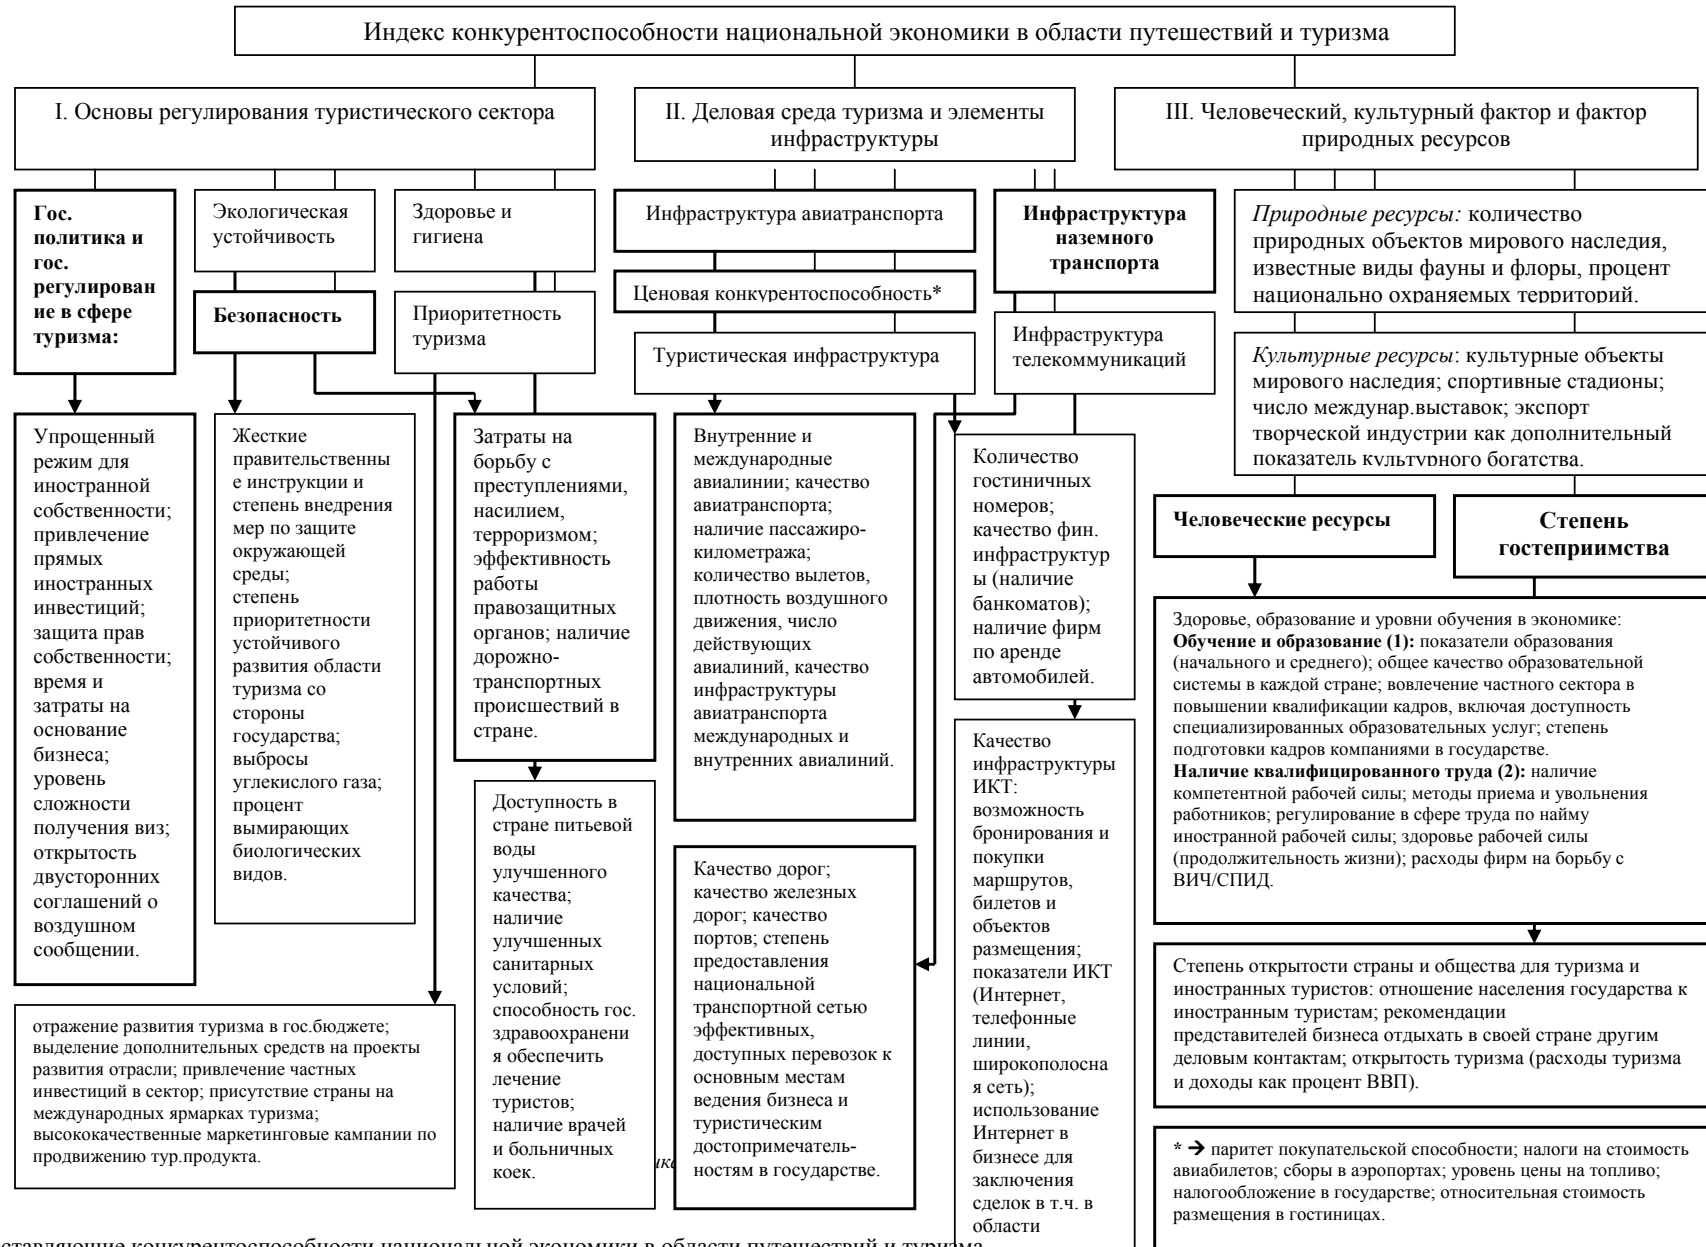 Индекс конкурентоспособности национальной экономики в области путешествий и туризма
I. Основы регулирования туристического сектора
II. Деловая среда туризма и элементы
инфраструктуры
III. Человеческий, культурный фактор и фактор
природных ресурсов
Гос.
политика и
гос.
регулирован
ие в сфере
туризма:
Экологическая
устойчивость
Здоровье и
гигиена
Безопасность
Приоритетность
туризма
Инфраструктура авиатранспорта
Ценовая конкурентоспособность*
Туристическая инфраструктура
Инфраструктура
наземного
транспорта
Инфраструктура
телекоммуникаций
Природные ресурсы: количество
природных объектов мирового наследия,
известные виды фауны и флоры, процент
национально охраняемых территорий.
Культурные ресурсы: культурные объекты
мирового наследия; спортивные стадионы;
число междунар.выставок; экспорт
творческой индустрии как дополнительный
показатель культурного богатства.
Человеческие ресурсы
Степень
гостеприимства
Упрощенный
режим для
иностранной
собственности;
привлечение
прямых
иностранных
инвестиций;
защита прав
собственности;
время и
затраты на
основание
бизнеса;
уровень
сложности
получения виз;
открытость
двусторонних
соглашений о
воздушном
сообщении.
Жесткие
правительственны
е инструкции и
степень внедрения
мер по защите
окружающей
среды;
степень
приоритетности
устойчивого
развития области
туризма со
стороны
государства;
выбросы
углекислого газа;
процент
вымирающих
биологических
видов.
Затраты на
борьбу с
преступлениями,
насилием,
терроризмом;
эффективность
работы
правозащитных
органов; наличие
дорожно-
транспортных
происшествий в
стране.
Внутренние и
международные
авиалинии; качество
авиатранспорта;
наличие пассажиро-
километража;
количество вылетов,
плотность воздушного
движения, число
действующих
авиалиний, качество
инфраструктуры
авиатранспорта
международных и
внутренних авиалиний.
Количество
гостиничных
номеров;
качество фин.
инфраструктур
ы (наличие
банкоматов);
наличие фирм
по аренде
автомобилей.
Здоровье, образование и уровни обучения в экономике:
Обучение и образование (1): показатели образования
(начального и среднего); общее качество образовательной
системы в каждой стране; вовлечение частного сектора в
повышении квалификации кадров, включая доступность
специализированных образовательных услуг; степень
подготовки кадров компаниями в государстве.
Наличие квалифицированного труда (2): наличие
компетентной рабочей силы; методы приема и увольнения
работников; регулирование в сфере труда по найму
иностранной рабочей силы; здоровье рабочей силы
(продолжительность жизни); расходы фирм на борьбу с
ВИЧ/СПИД.
отражение развития туризма в гос.бюджете;
выделение дополнительных средств на проекты
развития отрасли; привлечение частных
инвестиций в сектор; присутствие страны на
международных ярмарках туризма;
высококачественные маркетинговые кампании по
продвижению тур.продукта.
Доступность в
стране питьевой
воды
улучшенного
качества;
наличие
улучшенных
санитарных
условий;
способность гос.
здравоохранени
я обеспечить
лечение
туристов;
наличие врачей
и больничных
коек.
Качество дорог;
качество железных
дорог; качество
портов; степень
предоставления
национальной
транспортной сетью
эффективных,
доступных перевозок к
основным местам
ведения бизнеса и
туристическим
достопримечатель-
ностям в государстве.
Качество
инфраструктуры
ИКТ:
возможность
бронирования и
покупки
маршрутов,
билетов и
объектов
размещения;
показатели ИКТ
(Интернет,
телефонные
линии,
широкополосна
я сеть);
использование
Интернет в
бизнесе для
заключения
сделок в т.ч. в
области
Степень открытости страны и общества для туризма и
иностранных туристов: отношение населения государства к
иностранным туристам; рекомендации
представителей бизнеса отдыхать в своей стране другим
деловым контактам; открытость туризма (расходы туризма
и доходы как процент ВВП).
* → паритет покупательской способности; налоги на стоимость
авиабилетов; сборы в аэропортах; уровень цены на топливо;
налогообложение в государстве; относительная стоимость
размещения в гостиницах.
конкурентоспособности национальной экономики в области путешествий и туризма